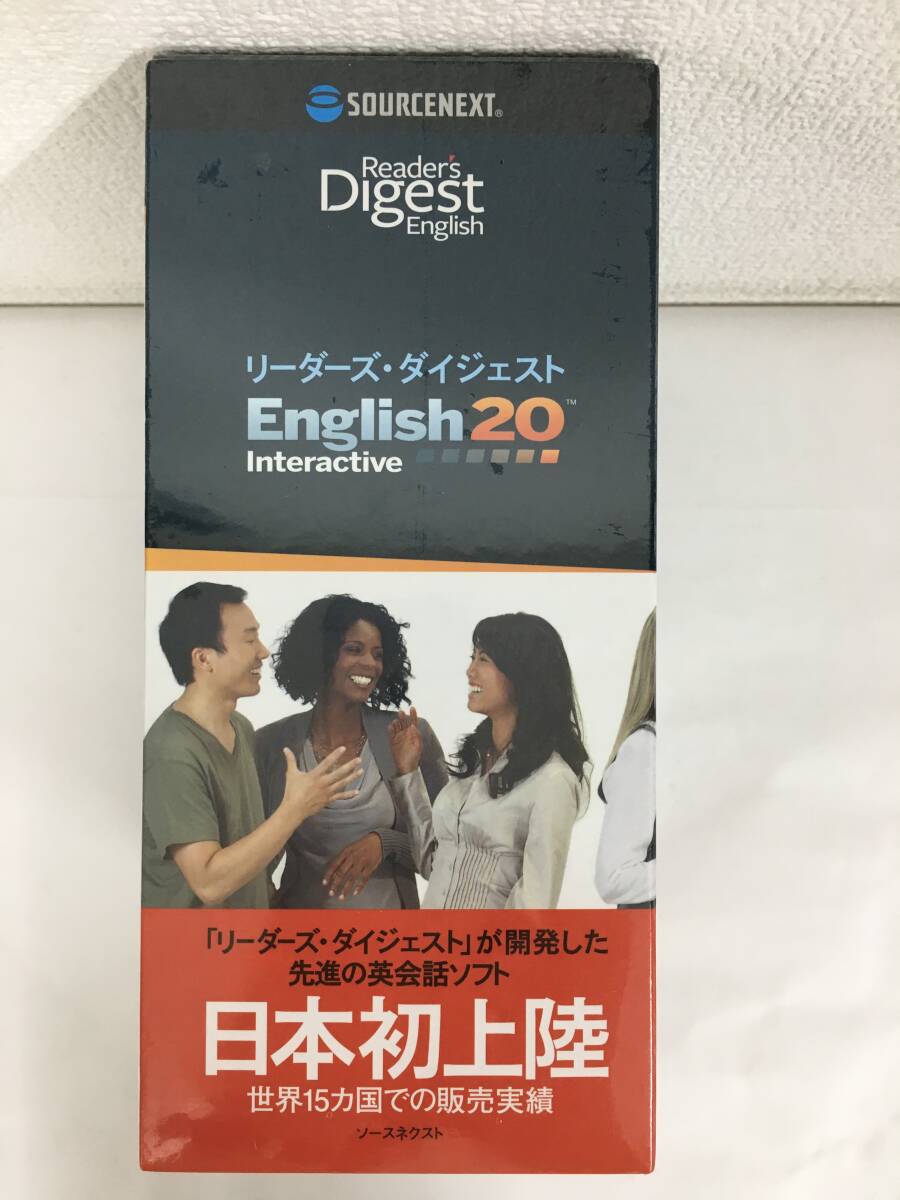 SOURCENEXT®
Reader's
Digest
English
リーダーズ・ダイジェスト
English 20™
Interactive
「リーダーズ・ダイジェスト」が開発した
先進の英会話ソフト
日本初上陸
世界15カ国での販売実績
ソースネクスト